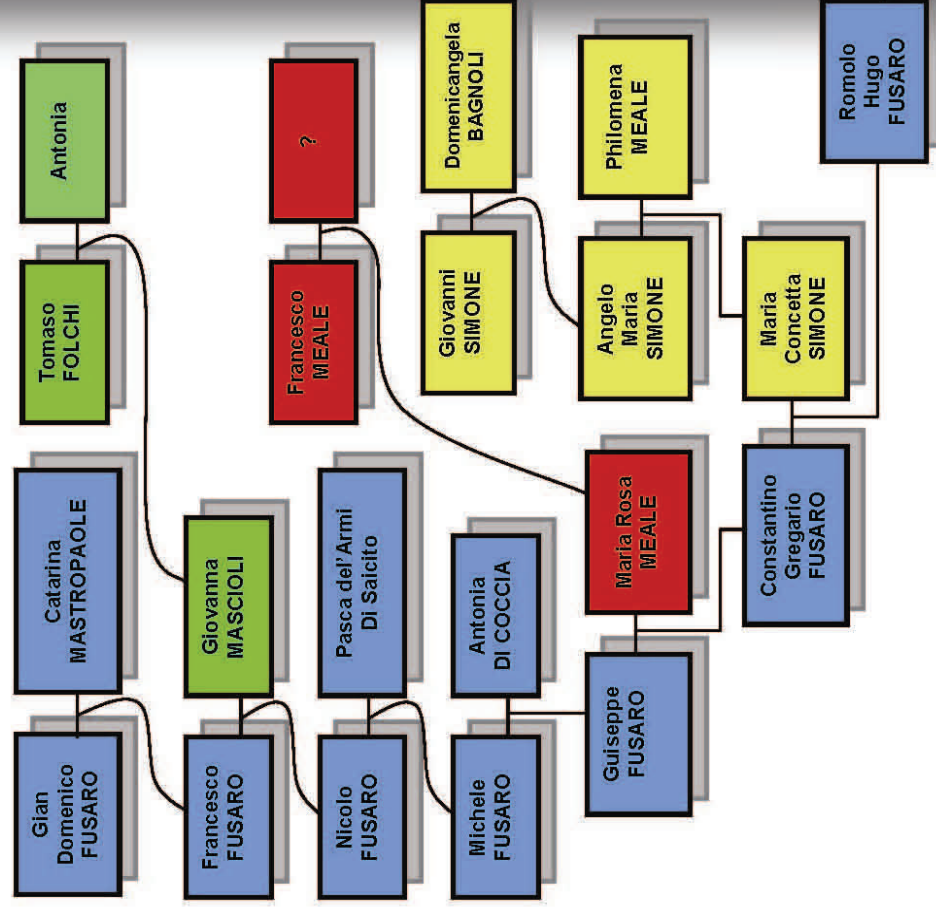 Gian
Domenico
FUSARO
Catarina
MASTROPAOLE
Tomaso
FOLCHI
Antonia
Francesco
FUSARO
Giovanna
MASCIOLI
Francesco
MEALE
?
Nicolo
FUSARO
Pasca del'Armi
Di Saicito
Michele
FUSARO
Antonia
DI COCCIA
Giovanni
SIMONE
Domenicangela
BAGNOLI
Guiseppe
FUSARO
Maria Rosa
MEALE
Angelo
Maria
SIMONE
Philomena
MEALE
Constantino
Gregario
FUSARO
Maria
Concetta
SIMONE
Romolo
Hugo
FUSARO